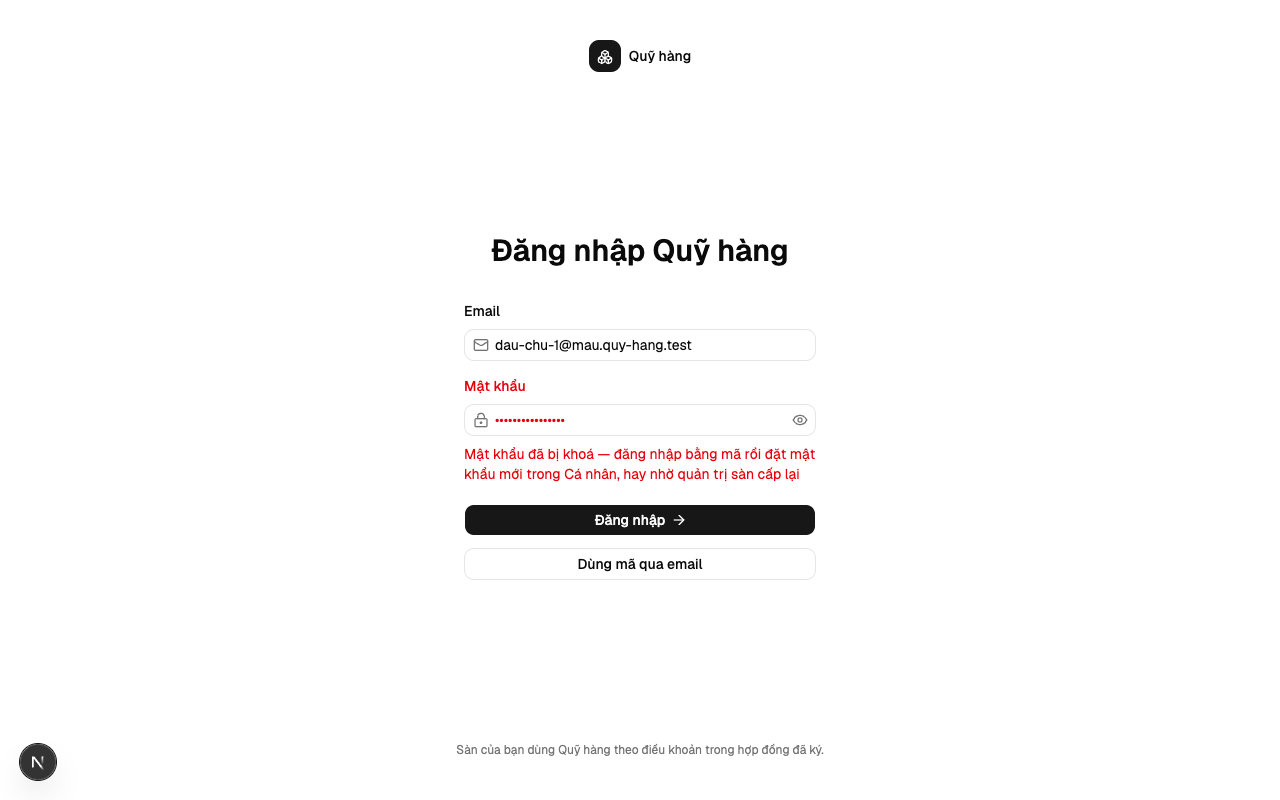 Quỹ hàng
Đăng nhập Quỹ hàng
Email
dau-chu-1@mau.quy-hang.test
Mật khẩu
••••••••••••••••
Mật khẩu đã bị khoá — đăng nhập bằng mã rồi đặt mật
khẩu mới trong Cá nhân, hay nhờ quản trị sàn cấp lại
Đăng nhập →
Dùng mã qua email
Sàn của bạn dùng Quỹ hàng theo điều khoản trong hợp đồng đã ký.
N